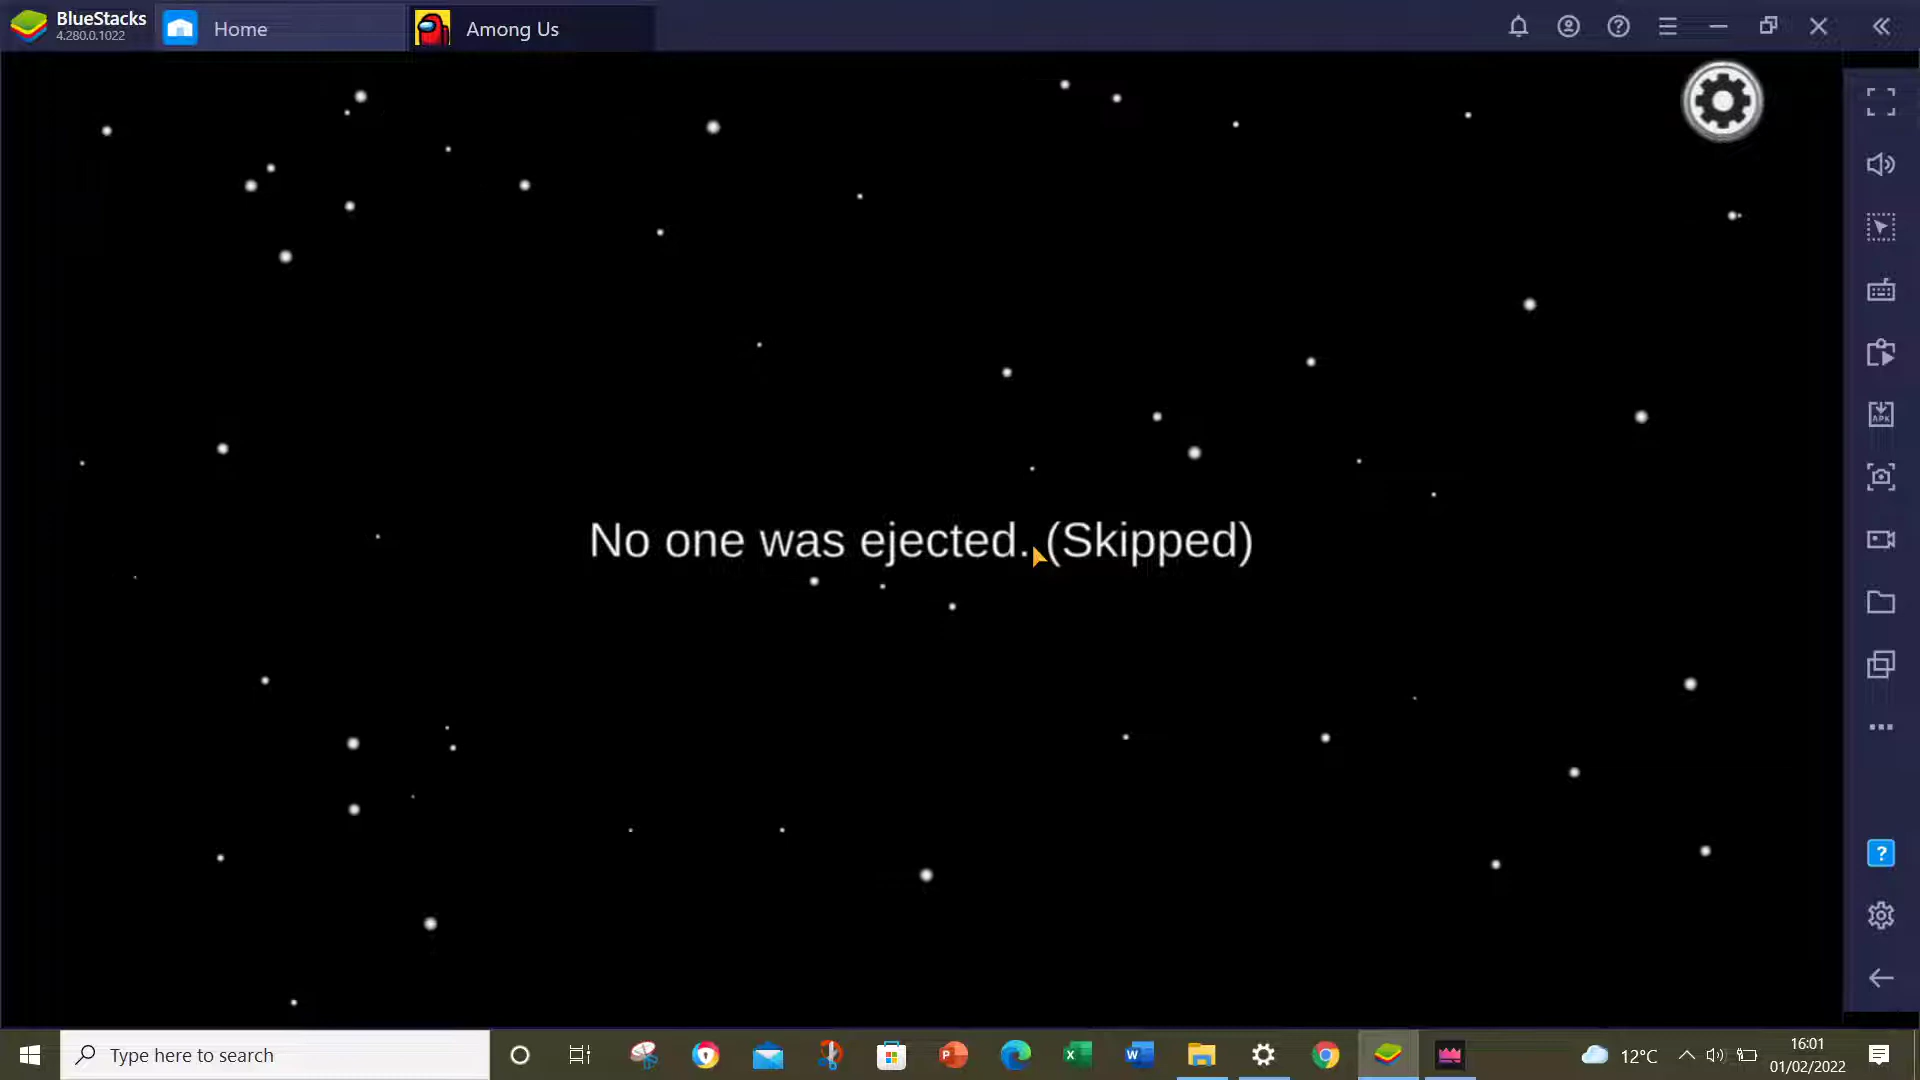 BlueStacks
4.280.0.1022
Home
Among Us
APK
No one was ejected. (Skipped)
?
Type here to search
12°C
16:01
01/02/2022